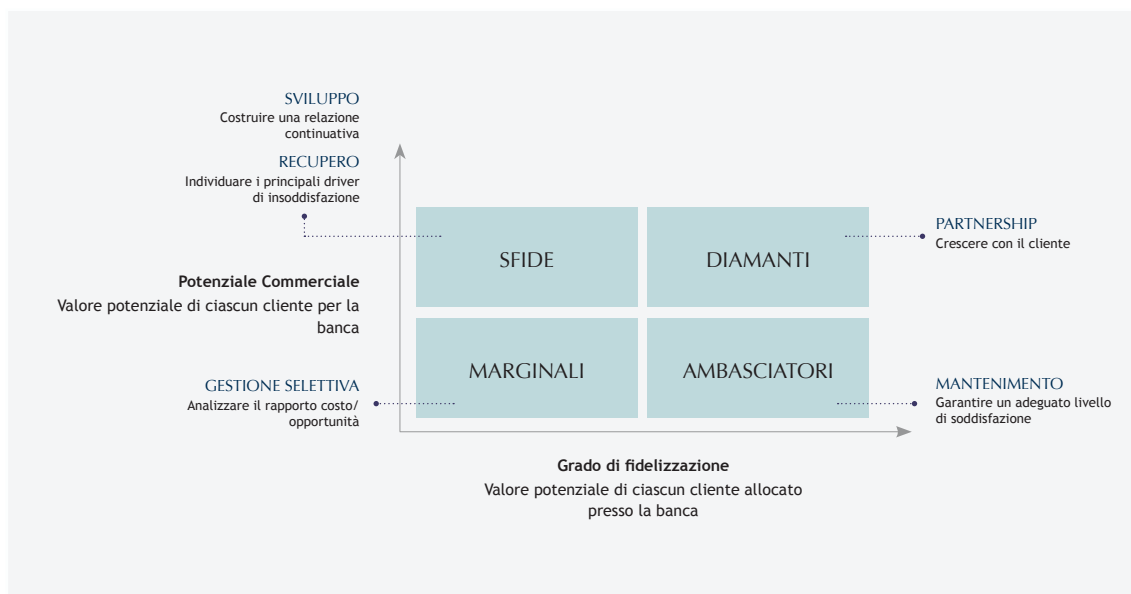 SVILUPPO
Costruire una relazione
continuativa
RECUPERO
Individuare i principali driver
di insoddisfazione
SFIDE
DIAMANTI
PARTNERSHIP
Crescere con il cliente
Potenziale Commerciale
Valore potenziale di ciascun cliente per la
banca
MARGINALI
AMBASCIATORI
GESTIONE SELETTIVA
Analizzare il rapporto costo/
opportunità
MANTENIMENTO
Garantire un adeguato livello
di soddisfazione
Grado di fidelizzazione
Valore potenziale di ciascun cliente allocato
presso la banca